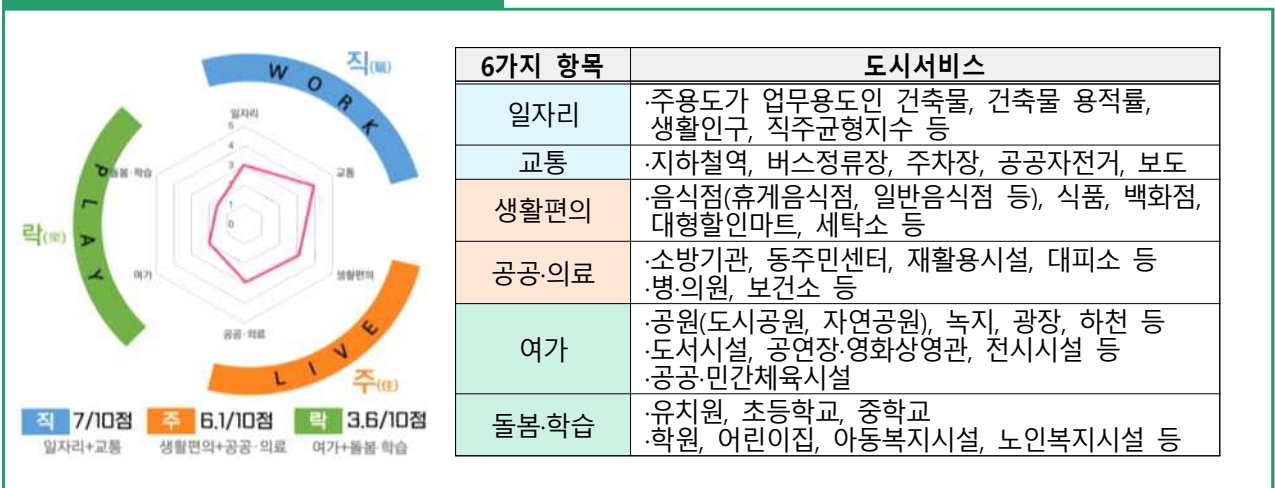 직(職)
WORK
일자리
5
4
3
1
0
교통
생활편의
공공·의료
여가
돌봄·학습
PLAY
락(樂)
LIVE
주(住)
직 7/10점 주 6.1/10점 락 3.6/10점
일자리+교통 생활편의+공공·의료 여가+돌봄·학습
6가지 항목 도시서비스
일자리 ·주용도가 업무용도인 건축물, 건축물 용적률,
생활인구, 직주균형지수 등
교통 ·지하철역, 버스정류장, 주차장, 공공자전거, 보도
생활편의 ·음식점(휴게음식점, 일반음식점 등), 식품, 백화점,
대형할인마트, 세탁소 등
공공·의료 ·소방기관, 동주민센터, 재활용시설, 대피소 등
·병·의원, 보건소 등
여가 ·공원(도시공원, 자연공원), 녹지, 광장, 하천 등
·도서시설, 공연장·영화상영관, 전시시설 등
·공공·민간체육시설
돌봄·학습 ·유치원, 초등학교, 중학교
·학원, 어린이집, 아동복지시설, 노인복지시설 등